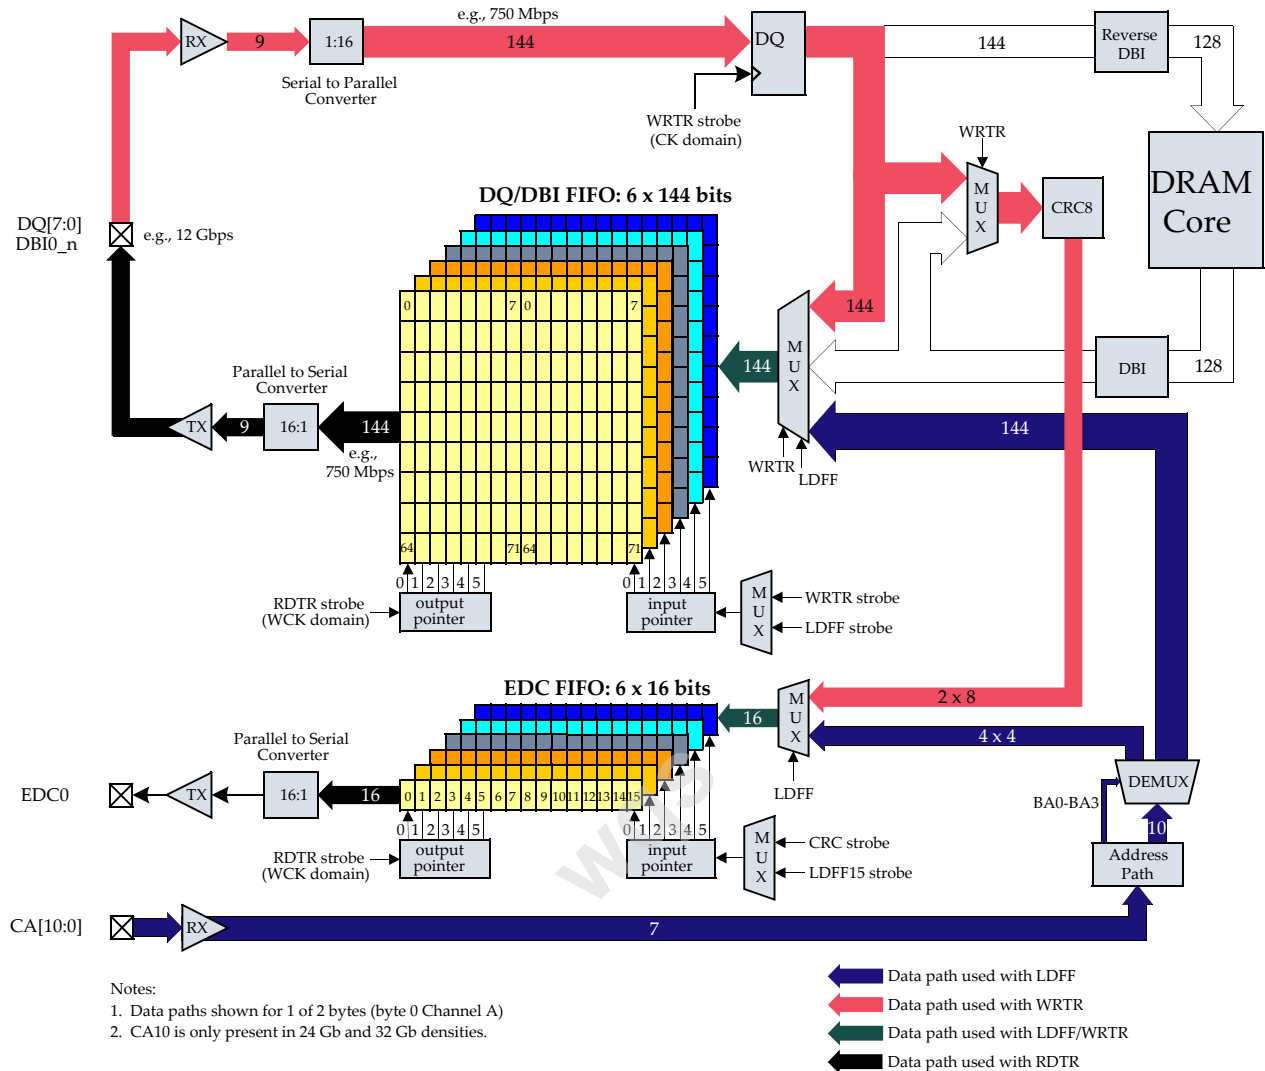 e.g., 750 Mbps
RX
9
1:16
144
DQ
144
Reverse
DBI
128
Serial to Parallel
Converter
WRTR strobe
(CK domain)
WRTR
DRAM
Core
MUX
CRC8
DQ/DBI FIFO: 6 x 144 bits
DQ[7:0]
DBI0_n
e.g., 12 Gbps
0 7 0 7
144
MUX
144
DBI
128
Parallel to Serial
Converter
TX
9
16:1
144
e.g.,
750 Mbps
144
WRTR
LDFF
64 71 64 71
0 1 2 3 4 5
0 1 2 3 4 5
RDTR strobe
(WCK domain)
output
pointer
input
pointer
MUX
WRTR strobe
LDFF strobe
EDC FIFO: 6 x 16 bits
16
MUX
2 x 8
4 x 4
Parallel to Serial
Converter
EDC0
TX
16:1
16
0 1 2 3 4 5 6 7 8 9 10 11 12 13 14 15
LDFF
DEMUX
BA0-BA3
10
0 1 2 3 4 5
0 1 2 3 4 5
RDTR strobe
(WCK domain)
output
pointer
input
pointer
MUX
CRC strobe
LDFF15 strobe
Address
Path
wqs
CA[10:0]
RX
7
Notes:
1. Data paths shown for 1 of 2 bytes (byte 0 Channel A)
2. CA10 is only present in 24 Gb and 32 Gb densities.
Data path used with LDFF
Data path used with WRTR
Data path used with LDFF/WRTR
Data path used with RDTR